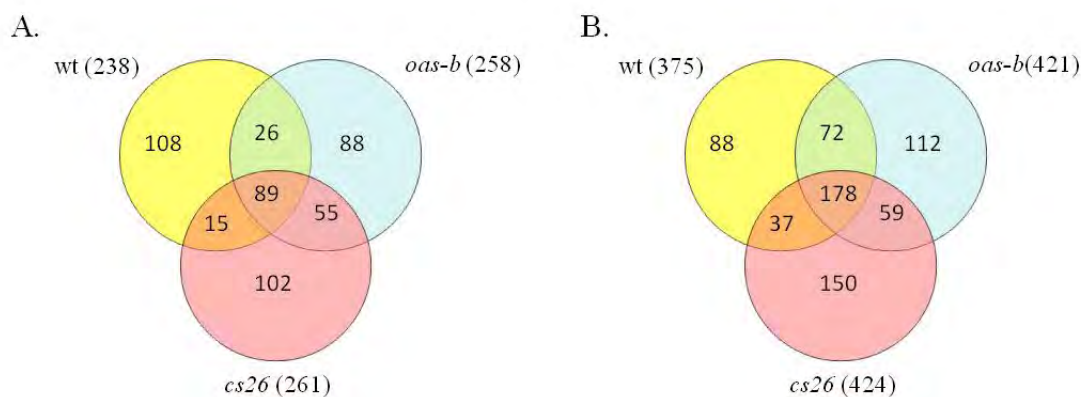 A.
wt (238)
oas-b (258)
108
26
88
89
15
55
102
cs26 (261)
B.
wt (375)
oas-b(421)
88
72
112
178
37
59
150
cs26 (424)